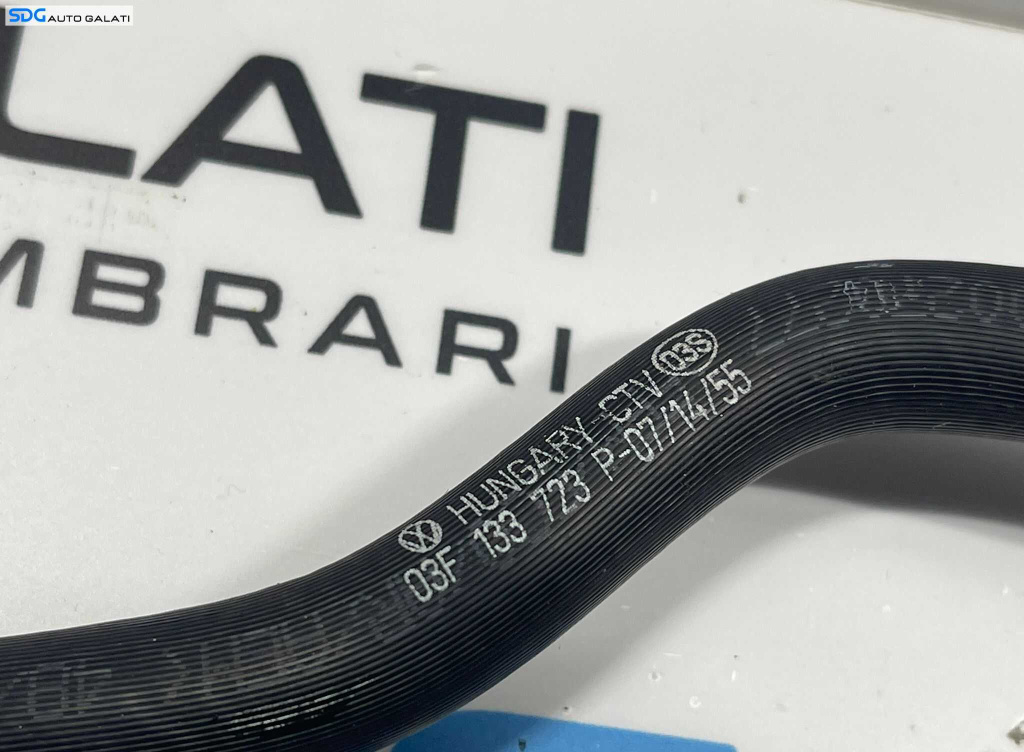 SDG AUTO GALATI
LATI
MBRARI
HUNGARY CTV 03S
03F 133 723 P-07/14/55